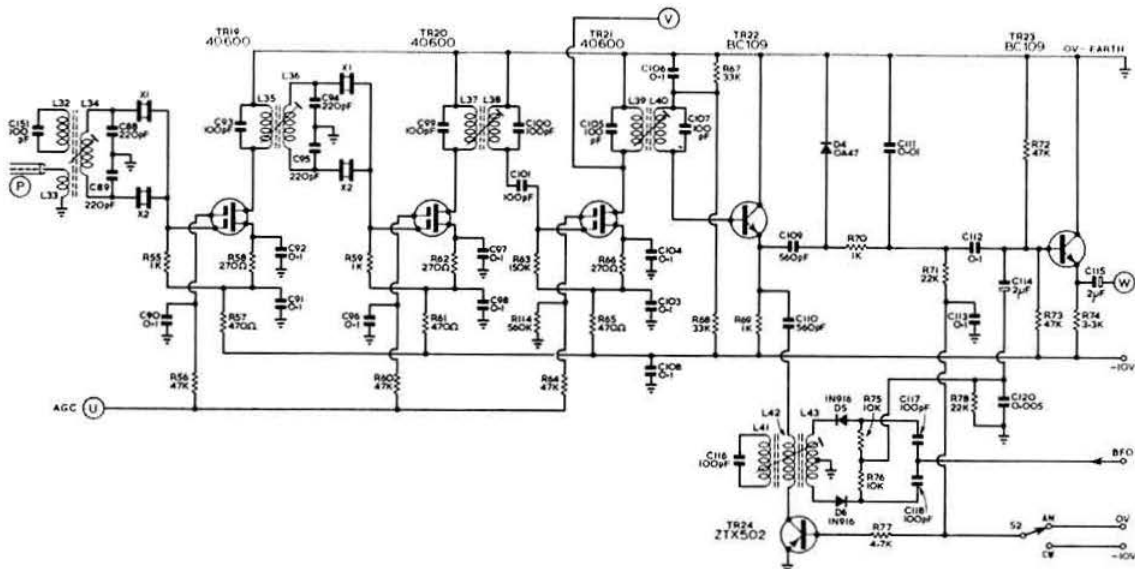 V
TR19
40600
TR20
40600
TR21
40600
TR22
BC109
TR23
BC109
0V-EARTH
C106
0·1
R67
33K
L36
X1
C94
220pF
L32
L34
X1
C151
100
pF
C88
220pF
C93
100pF
L35
L37
L38
C99
100pF
C100
100pF
L39
L40
C105
100
pF
C107
100
pF
D4
OA47
C111
0·01
R72
47K
C89
220pF
C95
220pF
P
L33
X2
X2
C101
100pF
C109
560pF
R70
1K
C112
0·1
R55
1K
R58
270Ω
C92
0·1
R59
1K
R62
270Ω
C97
0·1
R63
150K
R66
270Ω
C104
0·1
R71
22K
C114
2μF
C115
2μF
W
C90
0·1
R57
470Ω
C91
0·1
C96
0·1
R61
470Ω
C98
0·1
R114
560K
R65
470Ω
C103
0·1
R68
33K
R69
1K
C110
560pF
C113
0·1
R73
47K
R74
3·3K
R56
47K
R60
47K
R64
47K
C108
0·1
-10V
AGC
U
R78
22K
C120
0·005
L41
L42
L43
1N916
D5
R75
10K
C117
100pF
C116
100pF
R76
10K
BFO
D6
1N916
C118
100pF
TR24
ZTX502
R77
4·7K
S2
AM
0V
CW
-10V